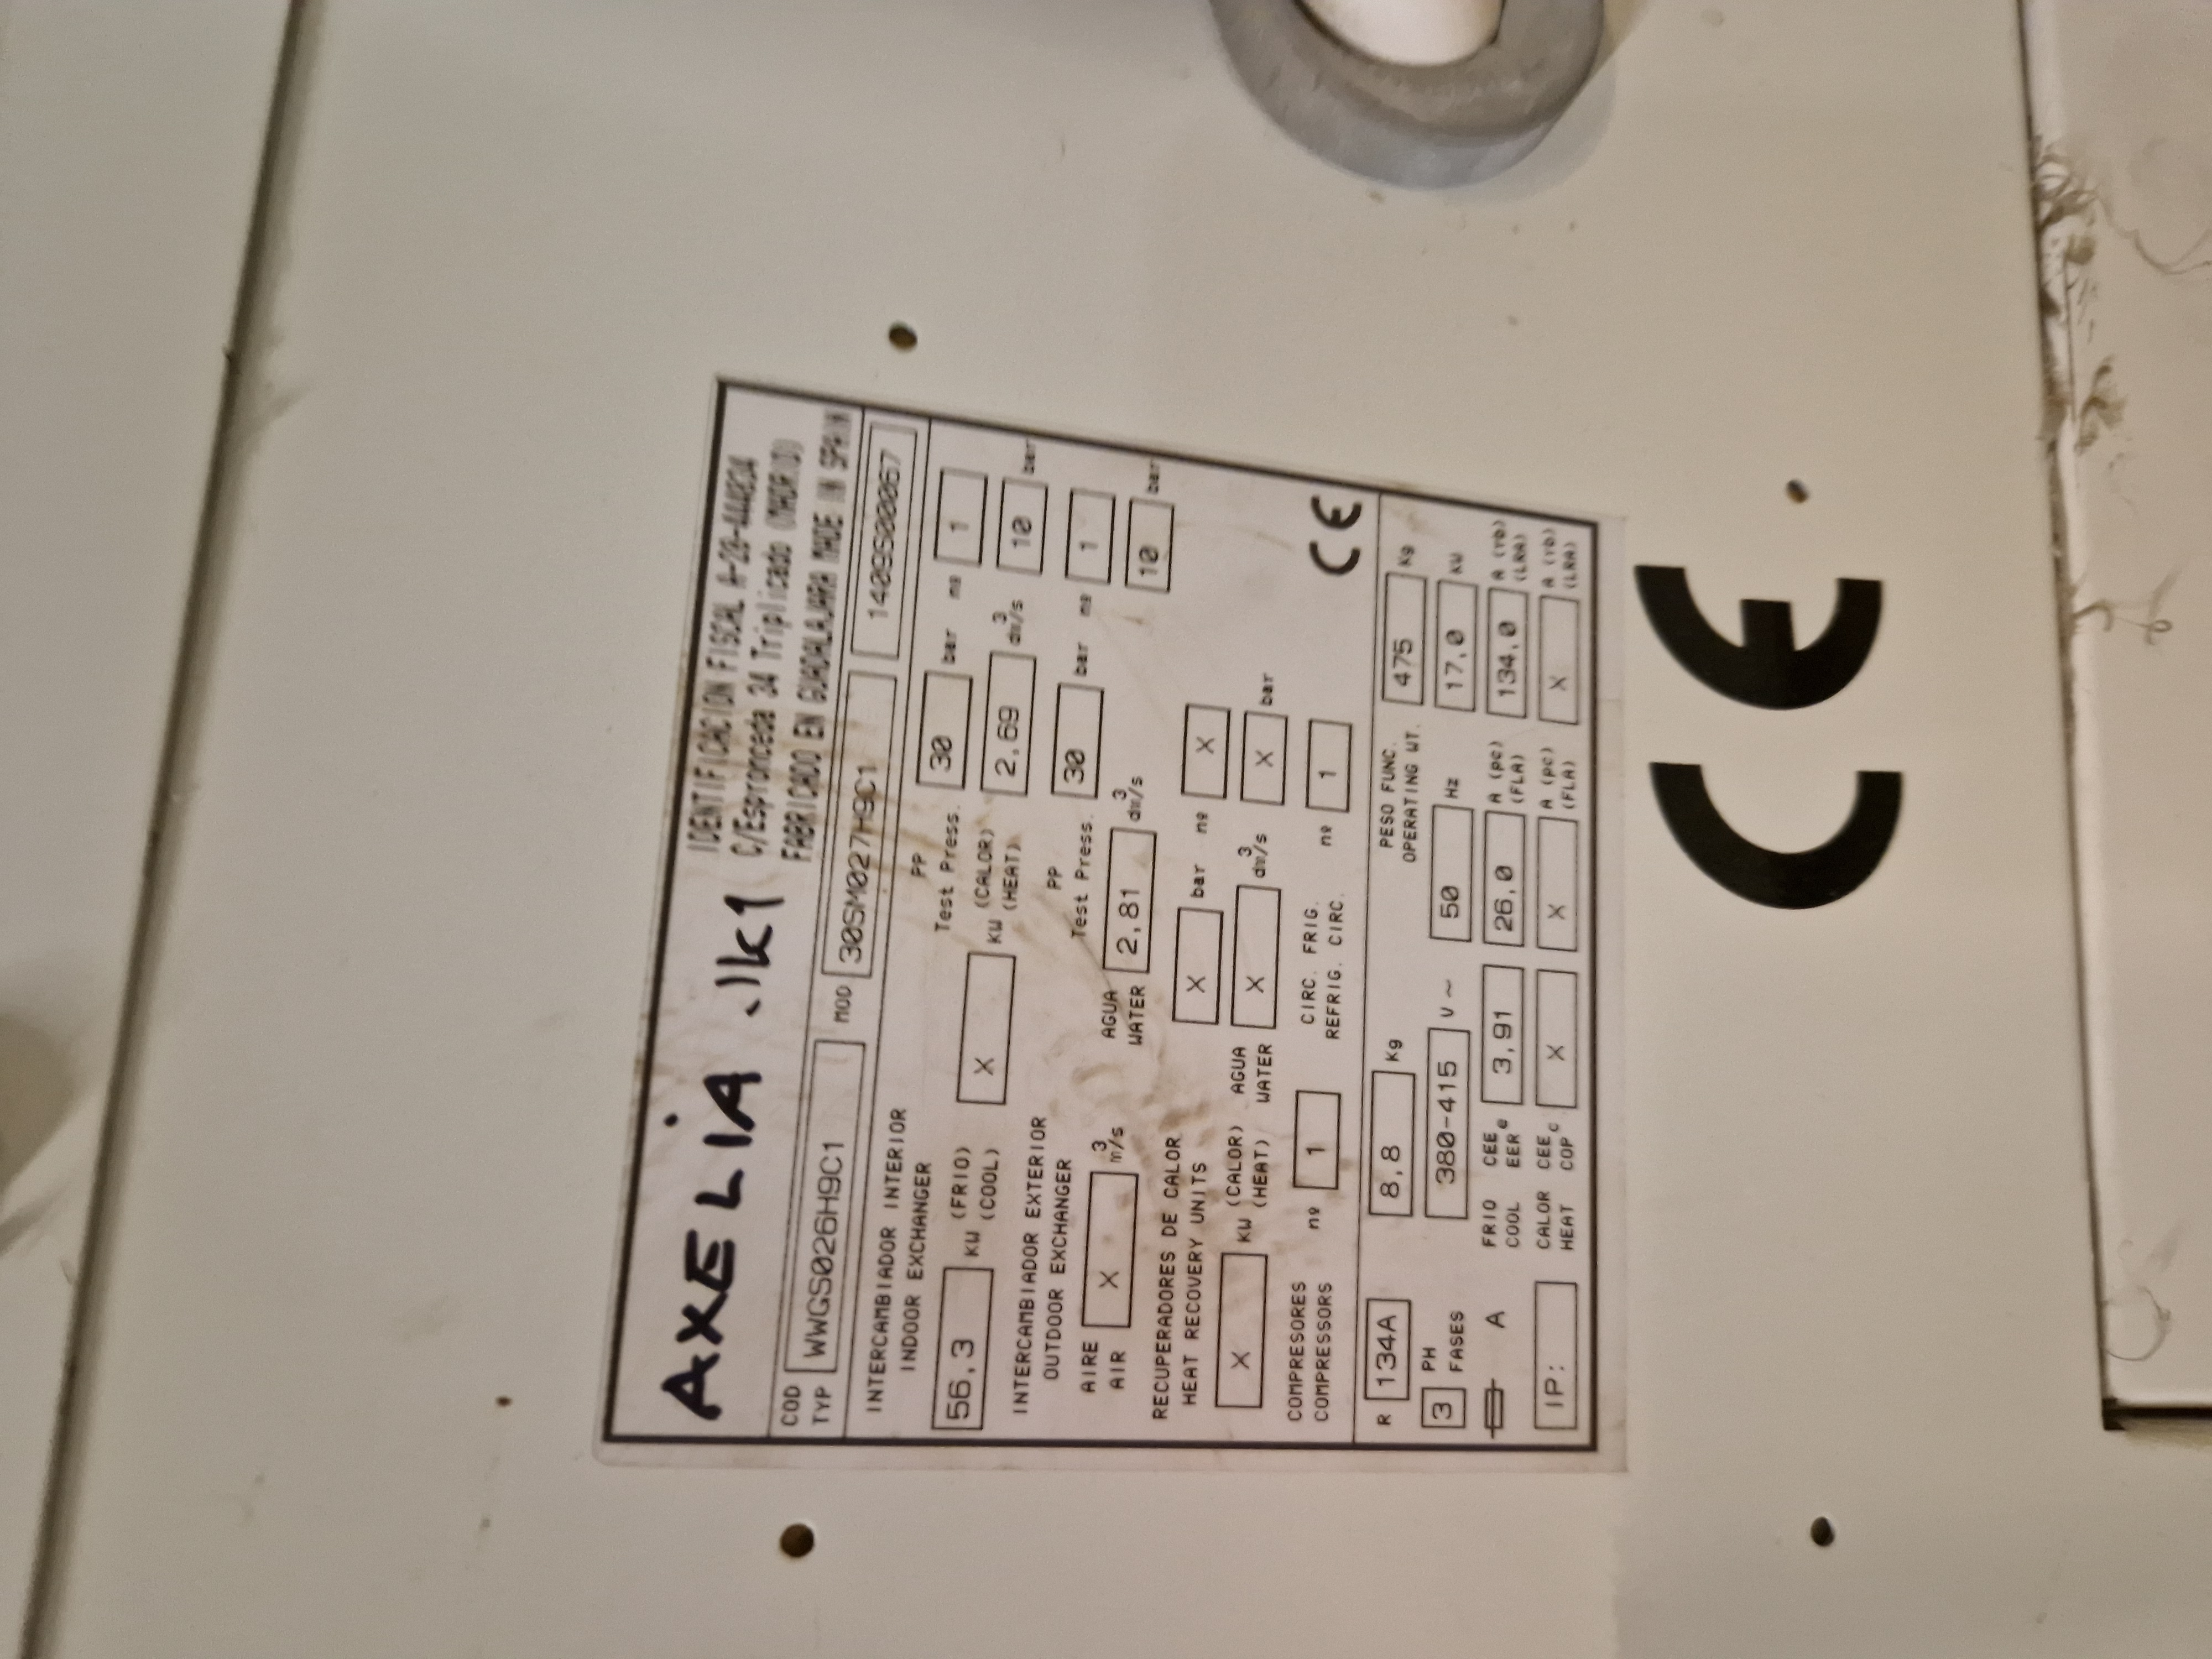 AXELiA .lk1
IDENTIFICACION FISCAL
C/Espronceda 34 Triplicado (MADRID)
FABRICADO EN GUADALAJARA MADE IN SPAIN
COD
TYP WWGS026H9C1 MOD 30SM027H9C1 1409S00067
INTERCAMBIADOR INTERIOR
INDOOR EXCHANGER
PP
Test Press. 30 bar nº 1
56,3 KW (FRIO)
(COOL) X KW (CALOR)
(HEAT) 2,69 dm³/s 10 bar
INTERCAMBIADOR EXTERIOR
OUTDOOR EXCHANGER
PP
Test Press. 30 bar nº 1
AIRE
AIR X m³/s AGUA
WATER 2,81 dm³/s 10 bar
RECUPERADORES DE CALOR
HEAT RECOVERY UNITS X bar nº X
X KW (CALOR)
(HEAT) AGUA
WATER X dm³/s X bar
COMPRESORES
COMPRESSORS nº 1 CIRC. FRIG.
REFRIG. CIRC. nº 1 CE
R 134A 8,8 Kg PESO FUNC.
OPERATING WT. 475 Kg
3 PH
FASES 380-415 V ~ 50 Hz 17,0 KW
A FRIO
COOL CEE
EER e 3,91 26,0 A (pc)
(FLA) 134,0 A (rb)
(LRA)
IP: CALOR
HEAT CEE
COP c X X A (pc)
(FLA) X A (rb)
(LRA)
CE